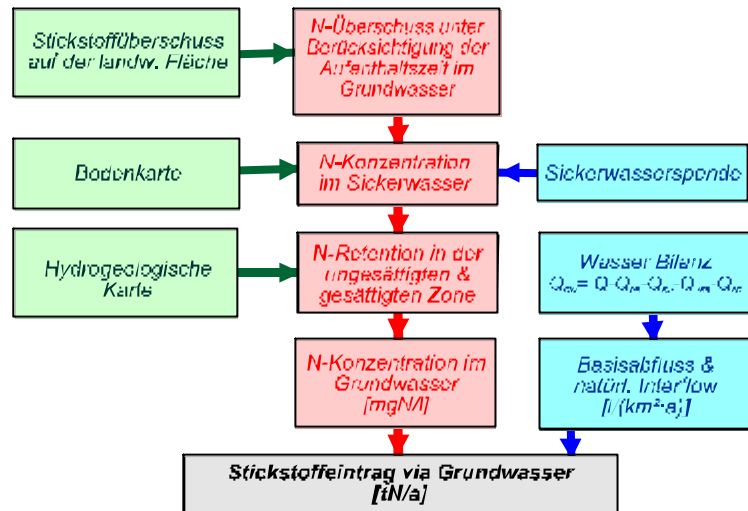 Stickstoffüberschuss
auf der landw. Fläche
N-Überschuss unter
Berücksichtigung der
Aufenthaltszeit im
Grundwasser
Bodenkarte
N-Konzentration
im Sickerwasser
Sickerwasserspende
Hydrogeologische
Karte
N-Retention in der
ungesättigten &
gesättigten Zone
Wasser Bilanz
N-Konzentration im
Grundwasser
[mgN/l]
Basisabfluss &
natürl. Interflow
[l/(km²·a)]
Stickstoffeintrag via Grundwasser
[tN/a]